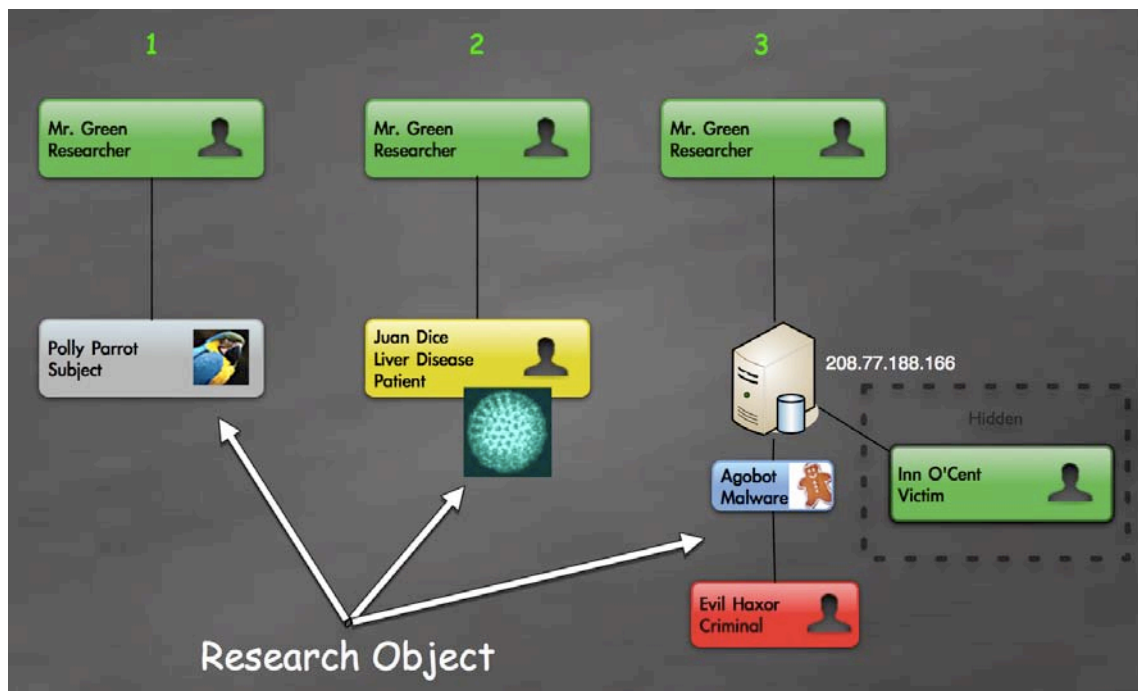 1
2
3
Mr. Green
Researcher
Mr. Green
Researcher
Mr. Green
Researcher
Polly Parrot
Subject
Juan Dice
Liver Disease
Patient
208.77.188.166
Hidden
Agobot
Malware
Inn O'Cent
Victim
Evil Haxor
Criminal
Research Object